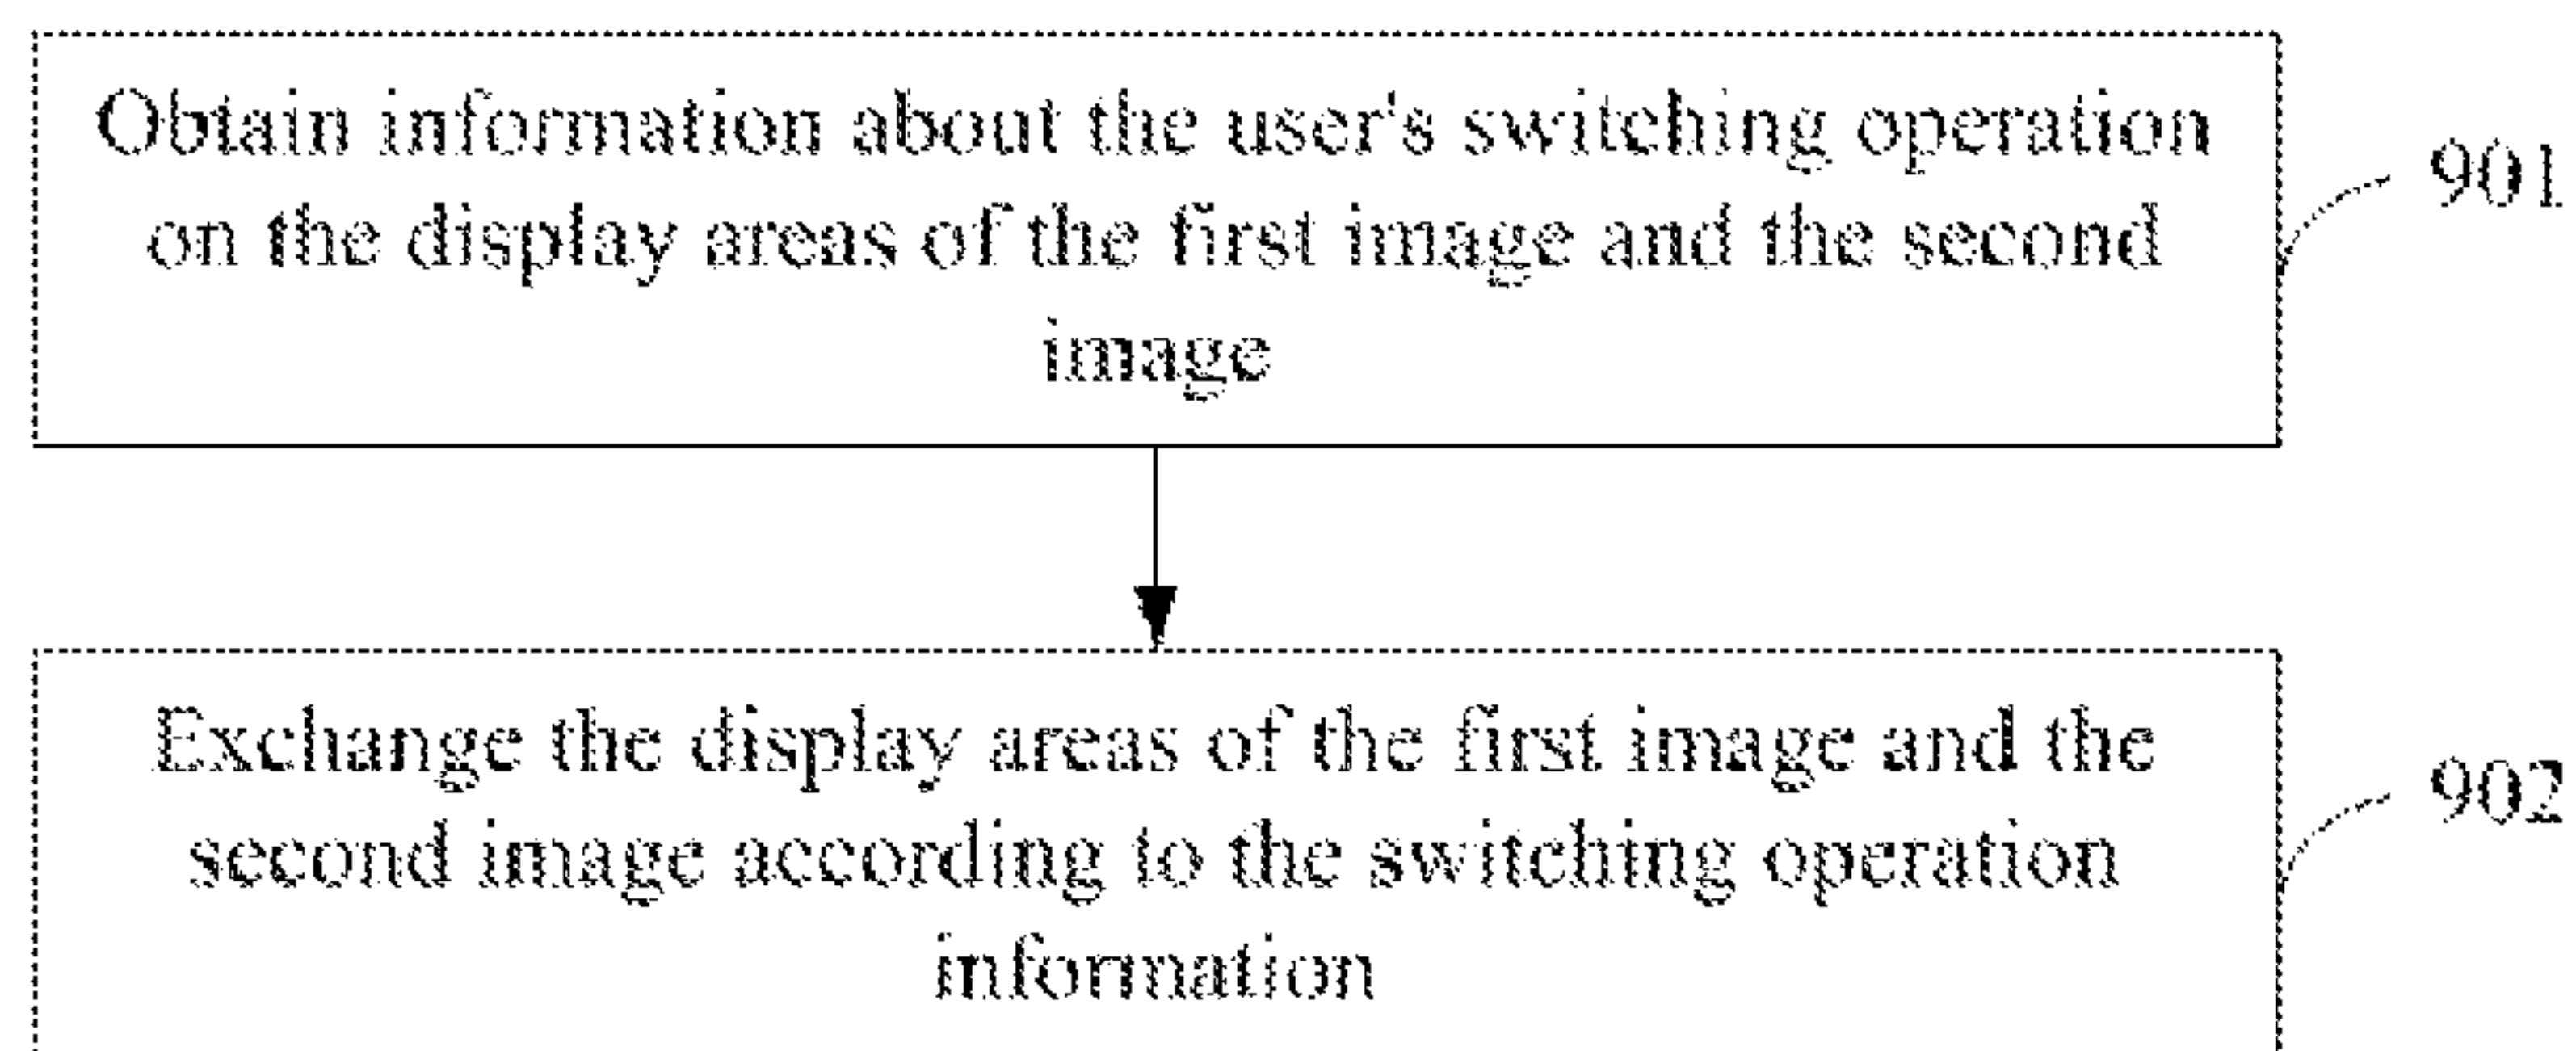 Obtain information about the user's switching operation
on the display areas of the first image and the second
image
901
Exchange the display areas of the first image and the
second image according to the switching operation
information
902